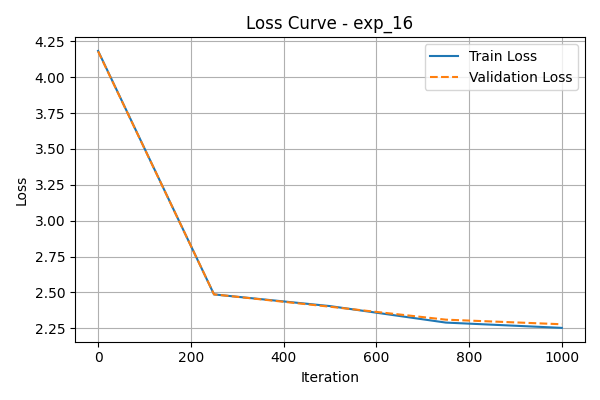 Loss Curve - exp_16
Train Loss
Validation Loss
Loss
4.25
4.00
3.75
3.50
3.25
3.00
2.75
2.50
2.25
0 200 400 600 800 1000
Iteration